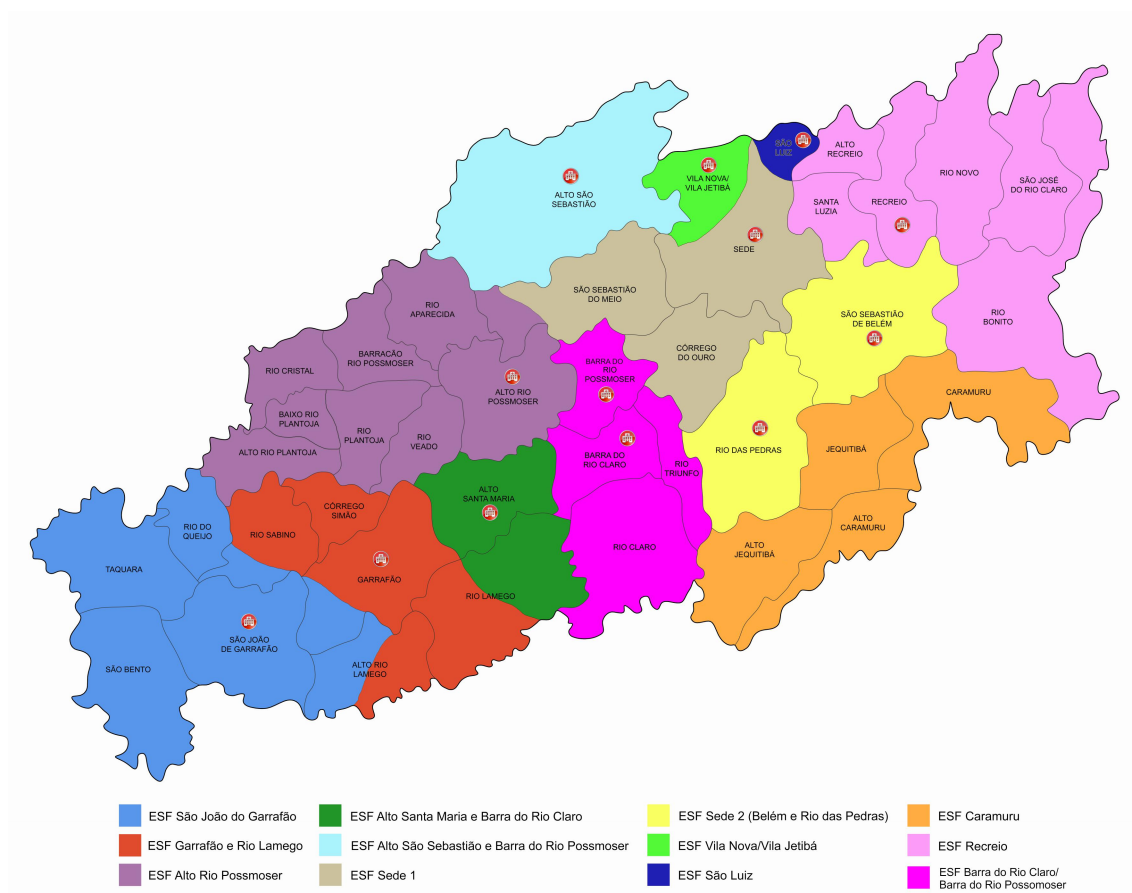 SÃO
LUIZ
ALTO
RECREIO
RIO NOVO
SÃO JOSÉ
DO RIO CLARO
VILA NOVA/
VILA JETIBÁ
ALTO SÃO
SEBASTIÃO
SANTA
LUZIA
RECREIO
SEDE
SÃO SEBASTIÃO
DO MEIO
RIO
APARECIDA
SÃO SEBASTIÃO
DE BELÉM
RIO
BONITO
BARRACÃO
RIO POSSMOSER
CÓRREGO
DO OURO
RIO CRISTAL
BARRA DO
RIO
POSSMOSER
ALTO RIO
POSSMOSER
CARAMURU
BAIXO RIO
PLANTOJA
RIO
PLANTOJA
RIO
VEADO
ALTO RIO PLANTOJA
BARRA DO
RIO CLARO
RIO
TRIUNFO
RIO DAS PEDRAS
JEQUITIBÁ
ALTO
SANTA MARIA
CÓRREGO
SIMÃO
RIO DO
QUEIJO
RIO SABINO
ALTO
CARAMURU
RIO CLARO
ALTO
JEQUITIBÁ
TAQUARA
GARRAFÃO
RIO LAMEGO
SÃO JOÃO
DE GARRAFÃO
SÃO BENTO
ALTO RIO
LAMEGO
ESF São João do Garrafão
ESF Garrafão e Rio Lamego
ESF Alto Rio Possmoser
ESF Alto Santa Maria e Barra do Rio Claro
ESF Alto São Sebastião e Barra do Rio Possmoser
ESF Sede 1
ESF Sede 2 (Belém e Rio das Pedras)
ESF Vila Nova/Vila Jetibá
ESF São Luiz
ESF Caramuru
ESF Recreio
ESF Barra do Rio Claro/
Barra do Rio Possomoser